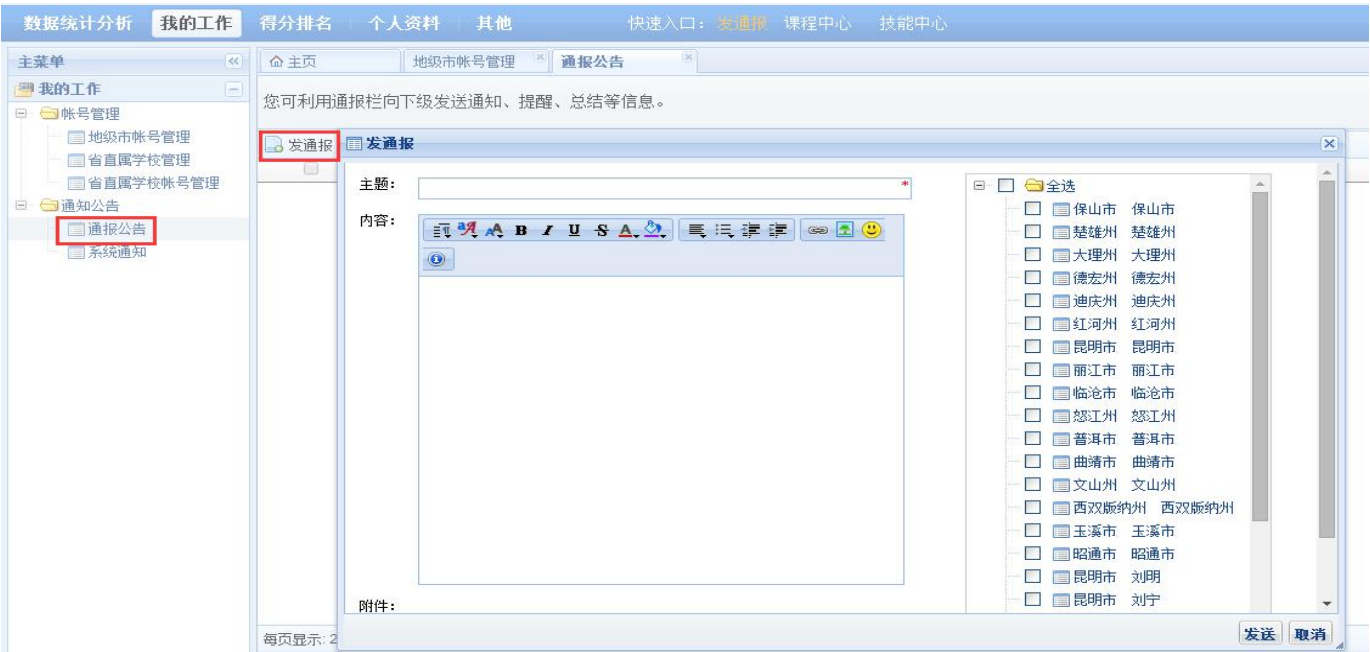 数据统计分析 我的工作 得分排名 个人资料 其他 快速入口： 发通报 课程中心 技能中心
主菜单 主页 地级市帐号管理 通报公告
我的工作
您可利用通报栏向下级发送通知、提醒、总结等信息。
帐号管理
地级市帐号管理
省直属学校管理
省直属学校帐号管理
通知公告
通报公告
系统通知
发通报 发通报
主题： *
内容：
B I U S A
全选
保山市 保山市
楚雄州 楚雄州
大理州 大理州
德宏州 德宏州
迪庆州 迪庆州
红河州 红河州
昆明市 昆明市
丽江市 丽江市
临沧市 临沧市
怒江州 怒江州
普洱市 普洱市
曲靖市 曲靖市
文山州 文山州
西双版纳州 西双版纳州
玉溪市 玉溪市
昭通市 昭通市
昆明市 刘明
昆明市 刘宁
附件：
发送 取消
每页显示: 2